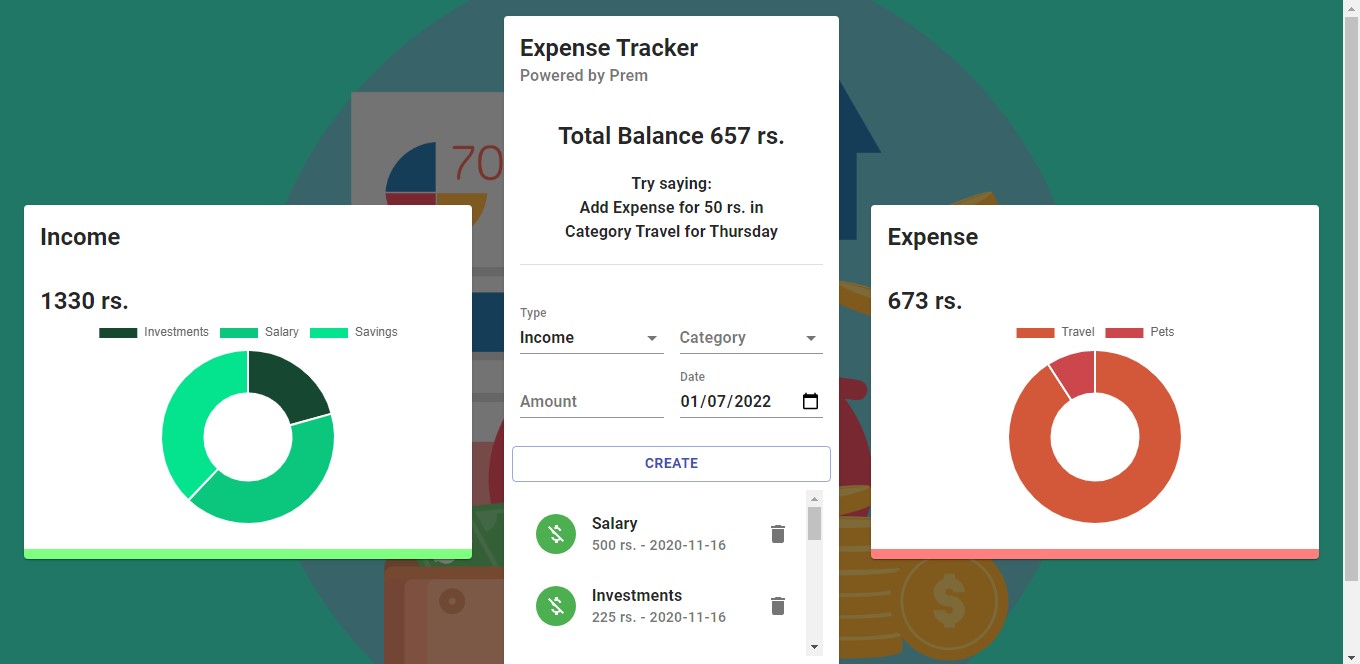 Expense Tracker
Powered by Prem
Total Balance 657 rs.
Try saying:
Add Expense for 50 rs. in
Category Travel for Thursday
70
Income
1330 rs.
Investments Salary Savings
Type
Income
Category
Amount
Date
01/07/2022
CREATE
Salary
500 rs. - 2020-11-16
Investments
225 rs. - 2020-11-16
Expense
673 rs.
Travel Pets
$